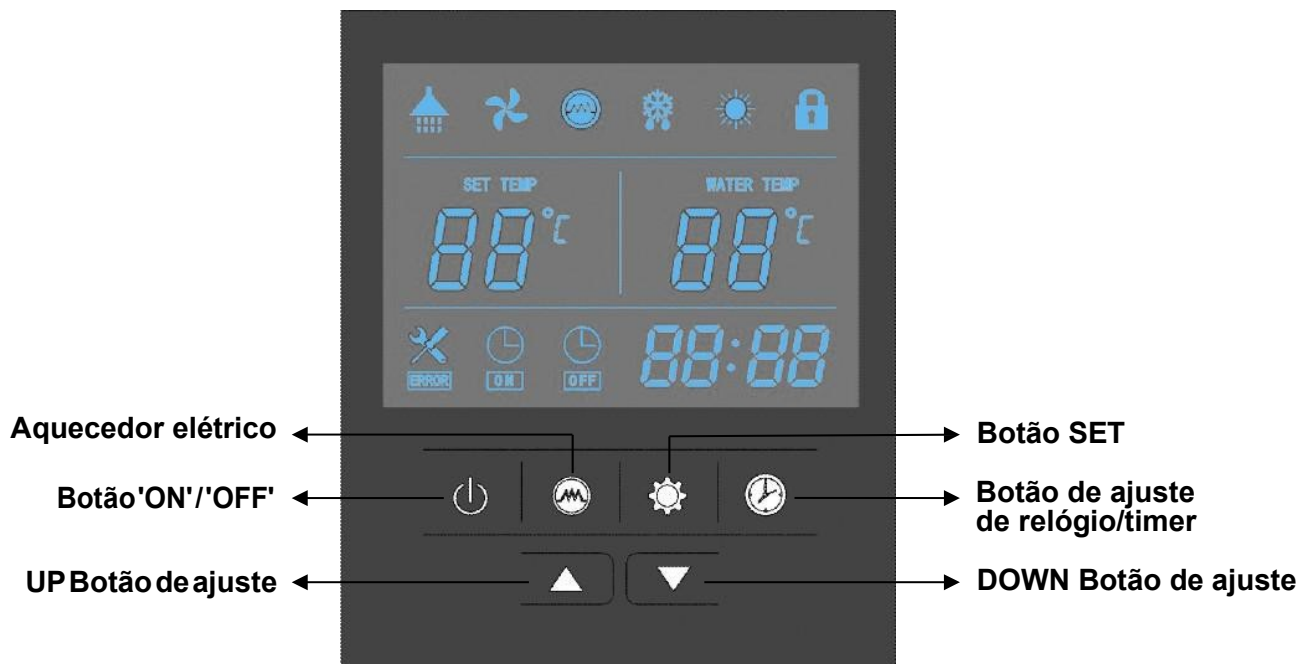 SET TEMP
WATER TEMP
88°C
88°C
ERROR
ON
OFF
88:88
Aquecedor elétrico
Botão SET
Botão 'ON' / 'OFF'
Botão de ajuste
de relógio/timer
UP Botão de ajuste
DOWN Botão de ajuste